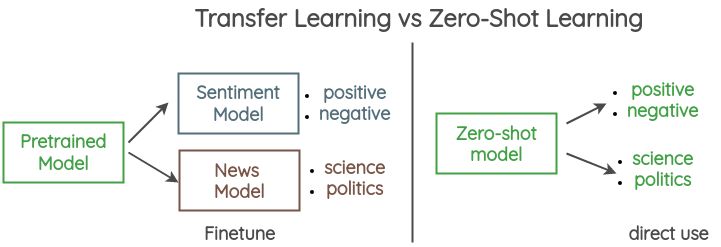 Transfer Learning vs Zero-Shot Learning
Pretrained
Model
Sentiment
Model
positive
negative
News
Model
science
politics
Finetune
Zero-shot
model
positive
negative
science
politics
direct use